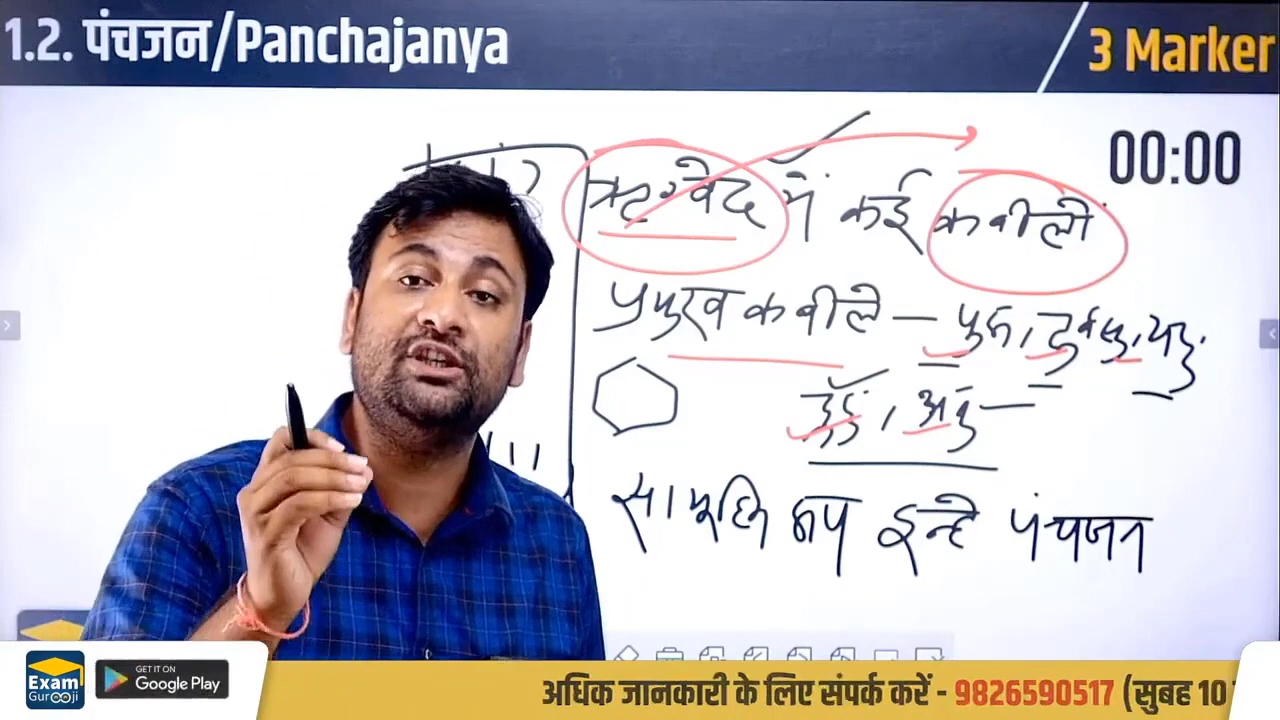 1.2. पंचजन/Panchajanya
3 Marker
00:00
ऋग्वेद में कई कबीलों
प्रमुख कबीले — पुरु, तुर्वसु, यदु,
द्रुहु, अनु —
सामूहिक रूप इन्हें पंचजन
Exam
Gurooji
GET IT ON
Google Play
अधिक जानकारी के लिए संपर्क करें - 9826590517 (सुबह 10